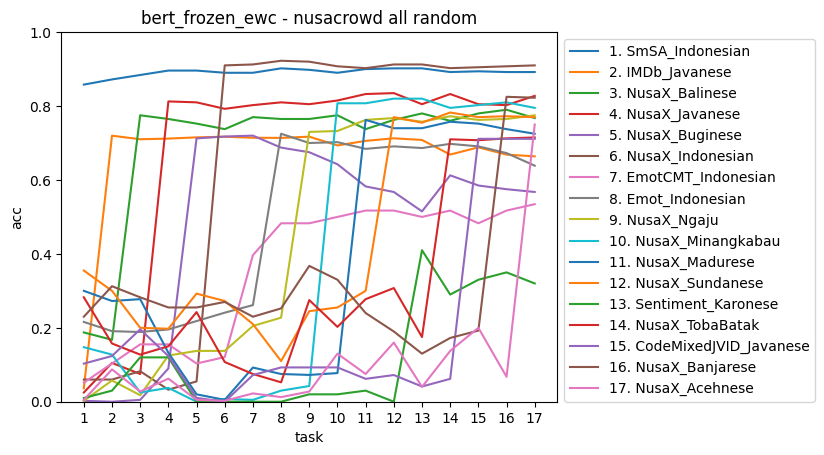 bert_frozen_ewc - nusacrowd all random
1.0
0.8
0.6
0.4
0.2
0.0
acc
1 2 3 4 5 6 7 8 9 10 11 12 13 14 15 16 17
task
1. SmSA_Indonesian
2. IMDb_Javanese
3. NusaX_Balinese
4. NusaX_Javanese
5. NusaX_Buginese
6. NusaX_Indonesian
7. EmotCMT_Indonesian
8. Emot_Indonesian
9. NusaX_Ngaju
10. NusaX_Minangkabau
11. NusaX_Madurese
12. NusaX_Sundanese
13. Sentiment_Karonese
14. NusaX_TobaBatak
15. CodeMixedJVID_Javanese
16. NusaX_Banjarese
17. NusaX_Acehnese